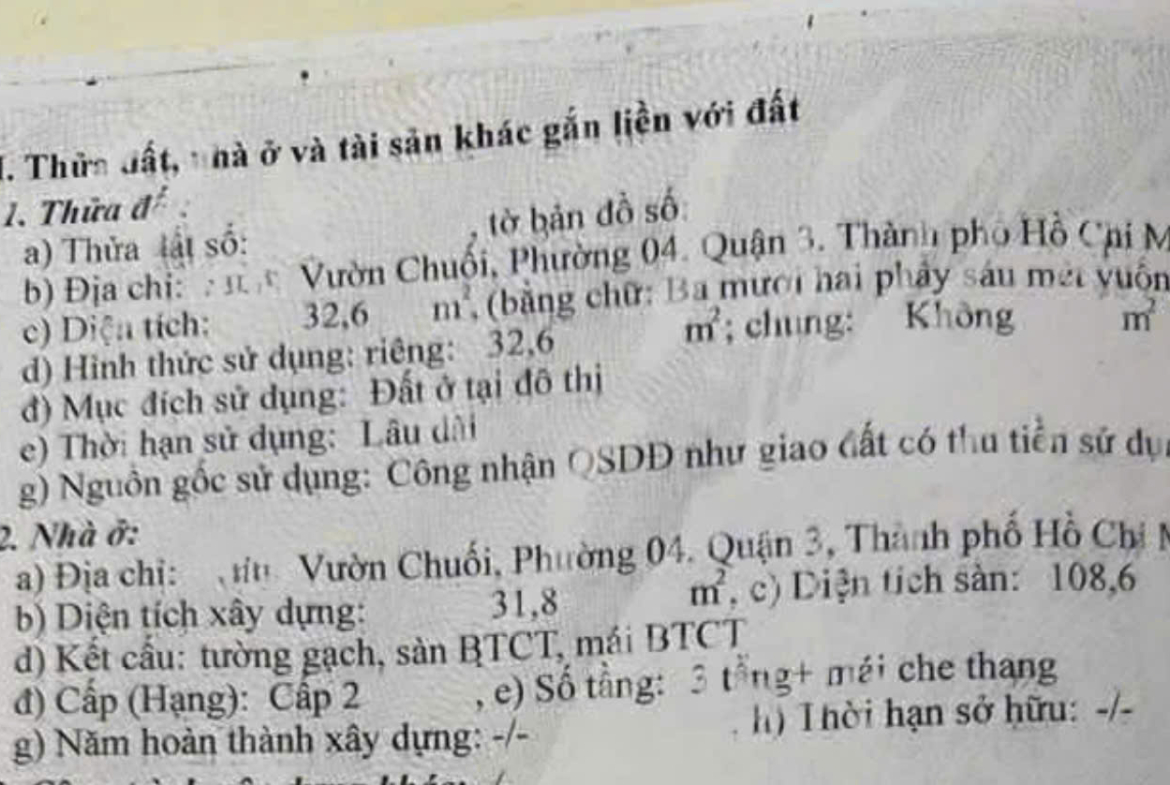 I. Thửa đất, nhà ở và tài sản khác gắn liền với đất
1. Thửa
a) Thửa đất số: , tờ bản đồ số:
b) Địa chỉ: Vườn Chuối, Phường 04, Quận 3, Thành phố Hồ Chí M
c) Diện tích: 32,6 m², (bằng chữ: Ba mươi hai phẩy sáu mét vuôn
d) Hình thức sử dụng: riêng: 32,6 m²; chung: Không m²
đ) Mục đích sử dụng: Đất ở tại đô thị
e) Thời hạn sử dụng: Lâu dài
g) Nguồn gốc sử dụng: Công nhận QSDĐ như giao đất có thu tiền sử dụ
2. Nhà ở:
a) Địa chỉ: Vườn Chuối, Phường 04, Quận 3, Thành phố Hồ Chí M
b) Diện tích xây dựng: 31,8 m², c) Diện tích sàn: 108,6
d) Kết cấu: tường gạch, sàn BTCT, mái BTCT
đ) Cấp (Hạng): Cấp 2 , e) Số tầng: 3 tầng+ mái che thang
g) Năm hoàn thành xây dựng: -/- . h) Thời hạn sở hữu: -/-